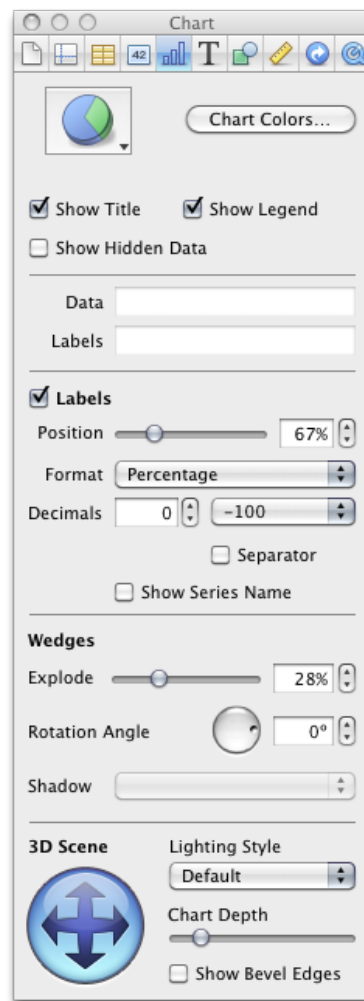 Chart
42
T
Chart Colors...
Show Title Show Legend
Show Hidden Data
Data
Labels
Labels
Position 67%
Format Percentage
Decimals 0 -100
Separator
Show Series Name
Wedges
Explode 28%
Rotation Angle 0°
Shadow
3D Scene Lighting Style
Default
Chart Depth
Show Bevel Edges